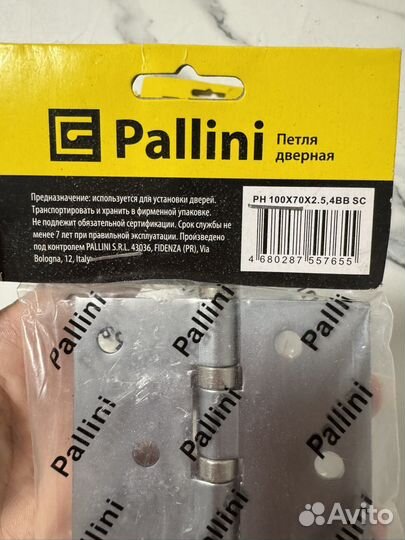 Pallini
Петля
дверная
Предназначение: используется для установки дверей.
Транспортировать и хранить в фирменной упаковке.
Не подлежит обязательной сертификации. Срок службы не
менее 7 лет при правильной эксплуатации. Произведено
под контролем PALLINI S.R.L. 43036, FIDENZA (PR), Via
Bologna, 12, Italy
PH 100X70X2.5,4BB SC
4 680287 557655
Pallini
Pallini
Pallini
Pallini
Pallini
Pallini
Pallini
Pallini
Avito